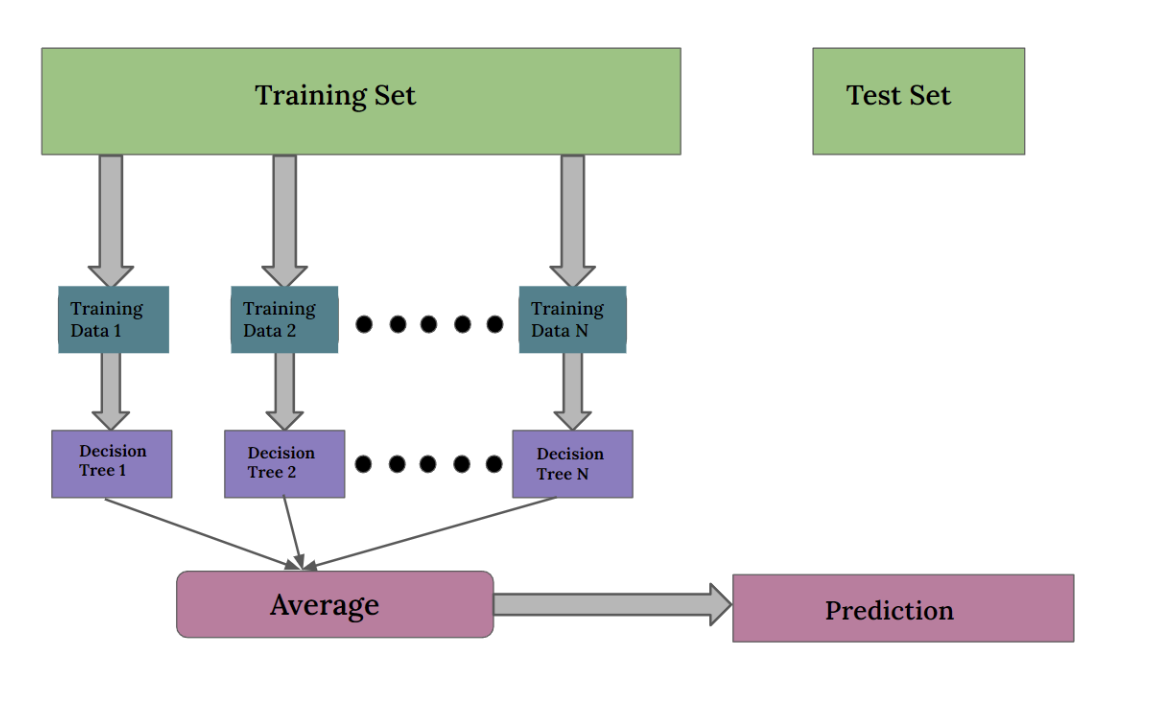 Training Set
Test Set
Training
Data 1
Training
Data 2
Training
Data N
Decision
Tree 1
Decision
Tree 2
Decision
Tree N
Average
Prediction